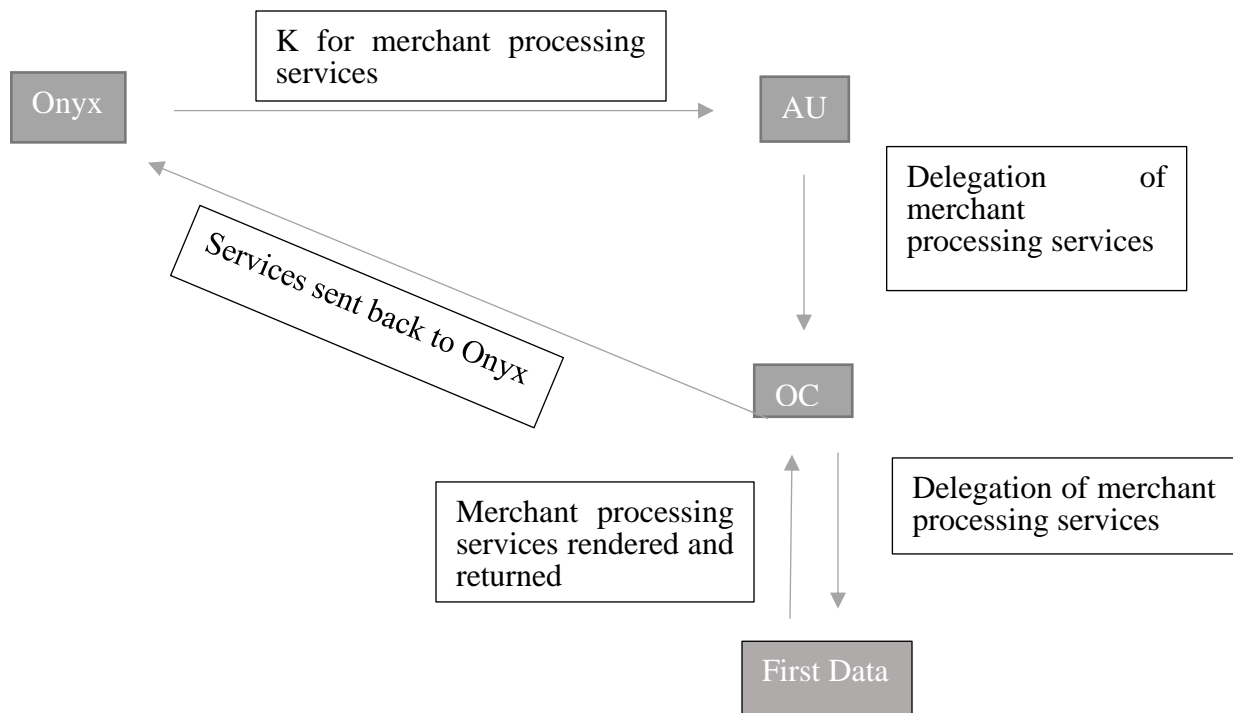 K for merchant processing
services
Onyx
AU
Delegation of
merchant
processing services
Services sent back to Onyx
OC
Merchant processing
services rendered and
returned
Delegation of merchant
processing services
First Data